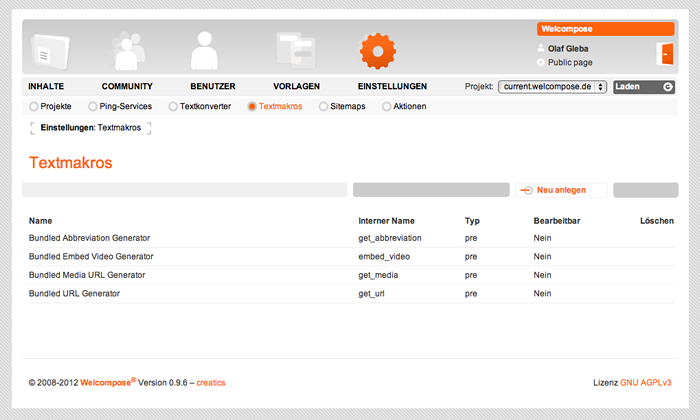 Welcompose
Olaf Gleba
Public page
INHALTE COMMUNITY BENUTZER VORLAGEN EINSTELLUNGEN Projekt: current.welcompose.de Laden
Projekte Ping-Services Textkonverter Textmakros Sitemaps Aktionen
Einstellungen: Textmakros
Textmakros
Neu anlegen
Name Interner Name Typ Bearbeitbar Löschen
Bundled Abbreviation Generator get_abbreviation pre Nein
Bundled Embed Video Generator embed_video pre Nein
Bundled Media URL Generator get_media pre Nein
Bundled URL Generator get_url pre Nein
© 2008-2012 Welcompose® Version 0.9.6 – creatics Lizenz GNU AGPLv3